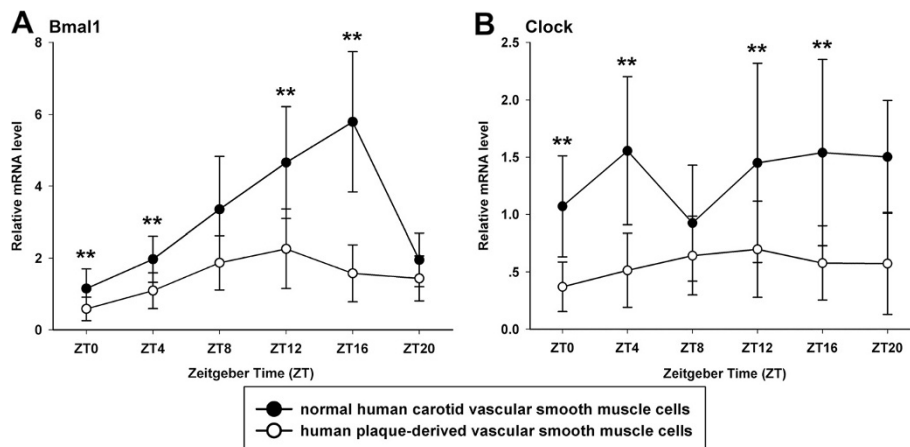 A Bmal1
Relative mRNA level
8
6
4
2
0
** ** ** **
ZT0 ZT4 ZT8 ZT12 ZT16 ZT20
Zeitgeber Time (ZT)
B Clock
Relative mRNA level
2.5
2.0
1.5
1.0
.5
0.0
** ** ** **
ZT0 ZT4 ZT8 ZT12 ZT16 ZT20
Zeitgeber Time (ZT)
normal human carotid vascular smooth muscle cells
human plaque-derived vascular smooth muscle cells